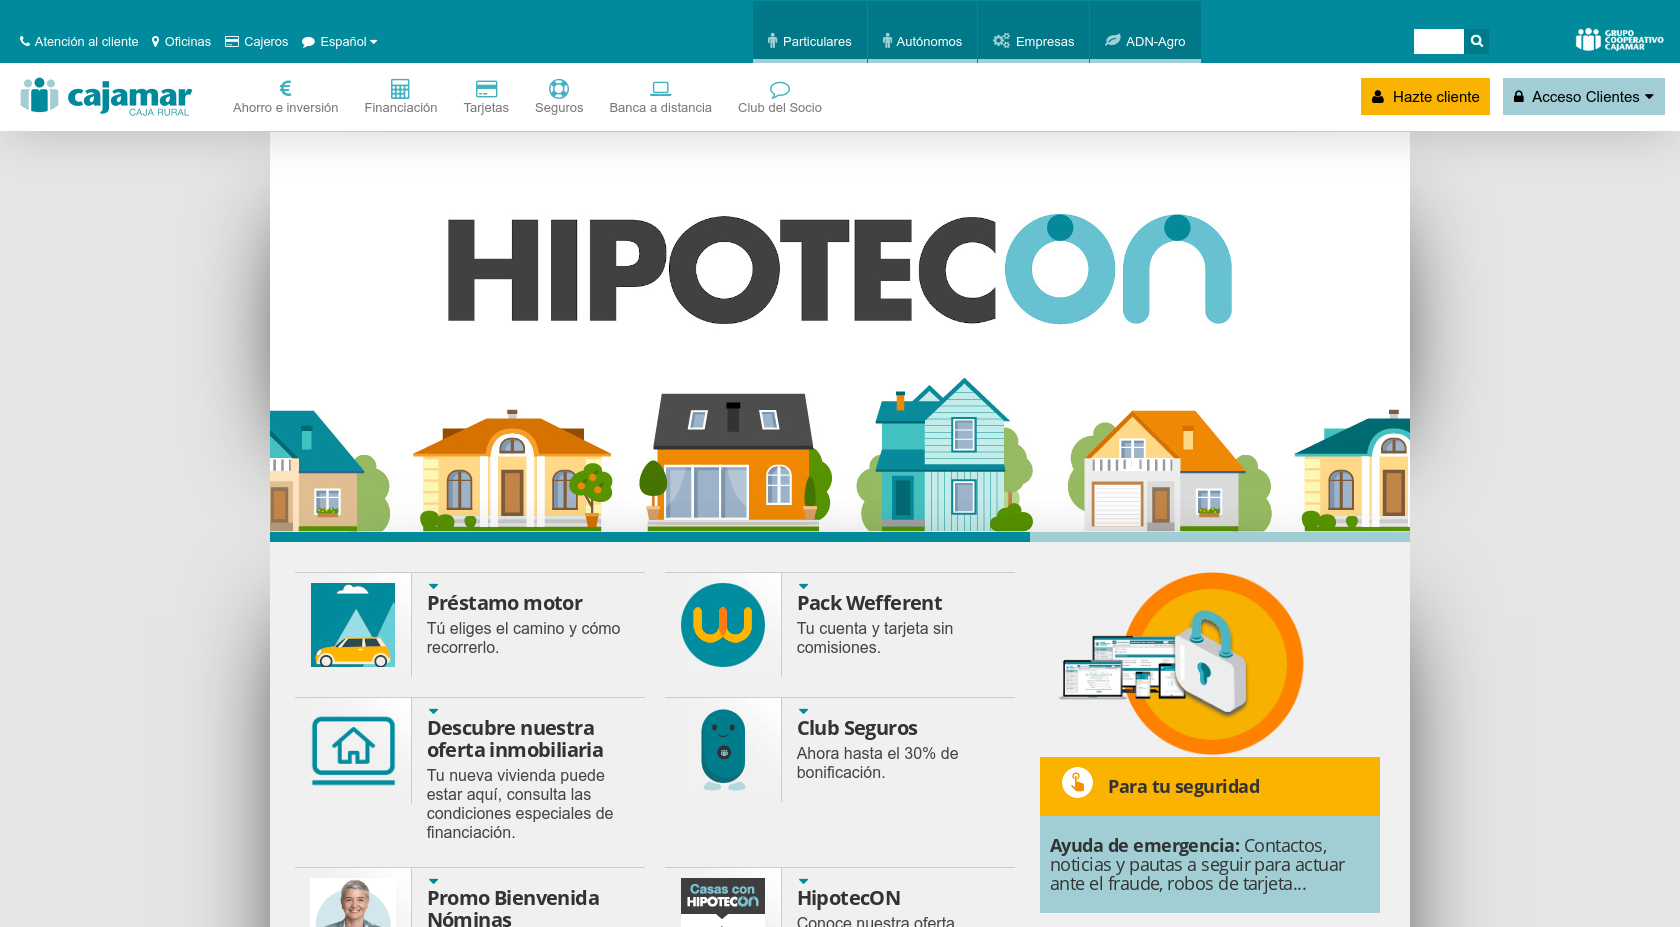 Atención al cliente
Oficinas
Cajeros
Español
Particulares
Autónomos
Empresas
ADN-Agro
GRUPO
COOPERATIVO
CAJAMAR
cajamar
CAJA RURAL
Ahorro e inversión
Financiación
Tarjetas
Seguros
Banca a distancia
Club del Socio
Hazte cliente
Acceso Clientes
HIPOTECON
Préstamo motor
Tú eliges el camino y cómo
recorrerlo.
Pack Wefferent
Tu cuenta y tarjeta sin
comisiones.
Descubre nuestra
oferta inmobiliaria
Tu nueva vivienda puede
estar aquí, consulta las
condiciones especiales de
financiación.
Club Seguros
Ahora hasta el 30% de
bonificación.
Para tu seguridad
Ayuda de emergencia: Contactos,
noticias y pautas a seguir para actuar
ante el fraude, robos de tarjeta...
Promo Bienvenida
Nóminas
Casas con
HIPOTECON
HipotecON
Conoce nuestra oferta